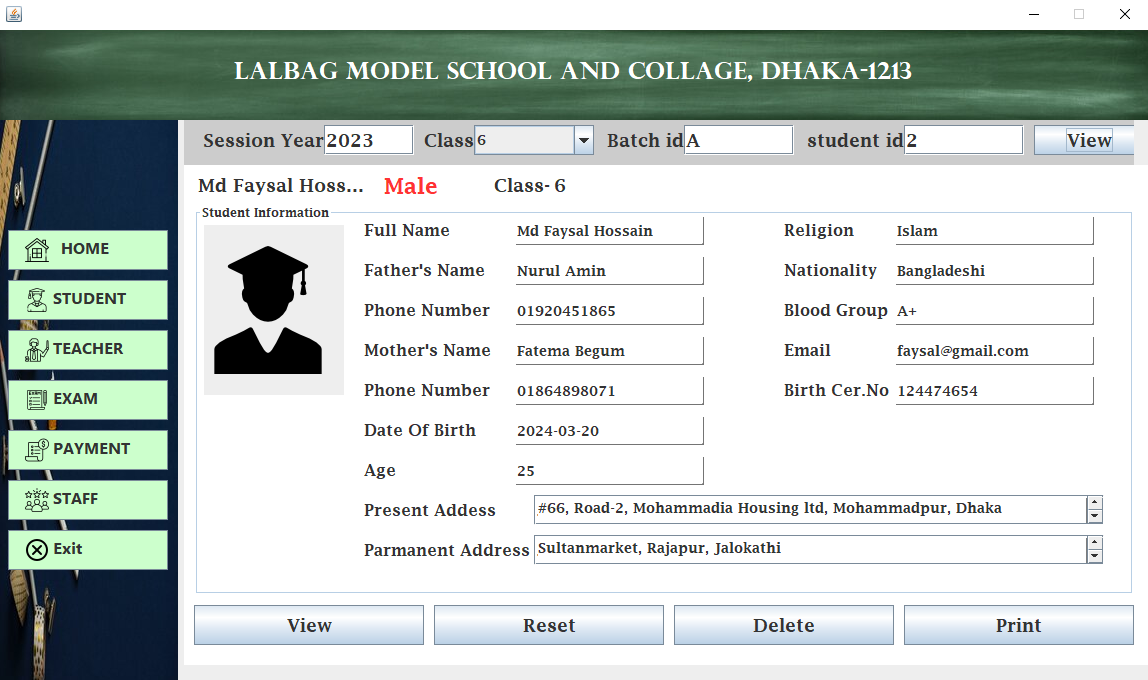 LALBAG MODEL SCHOOL AND COLLAGE, DHAKA-1213
Session Year 2023 Class 6 Batch id A student id 2 View
Md Faysal Hoss... Male Class- 6
Student Information
HOME
STUDENT
TEACHER
EXAM
PAYMENT
STAFF
Exit
Full Name Md Faysal Hossain Religion Islam
Father's Name Nurul Amin Nationality Bangladeshi
Phone Number 01920451865 Blood Group A+
Mother's Name Fatema Begum Email faysal@gmail.com
Phone Number 01864898071 Birth Cer.No 124474654
Date Of Birth 2024-03-20
Age 25
Present Addess #66, Road-2, Mohammadia Housing ltd, Mohammadpur, Dhaka
Parmanent Address Sultanmarket, Rajapur, Jalokathi
View Reset Delete Print